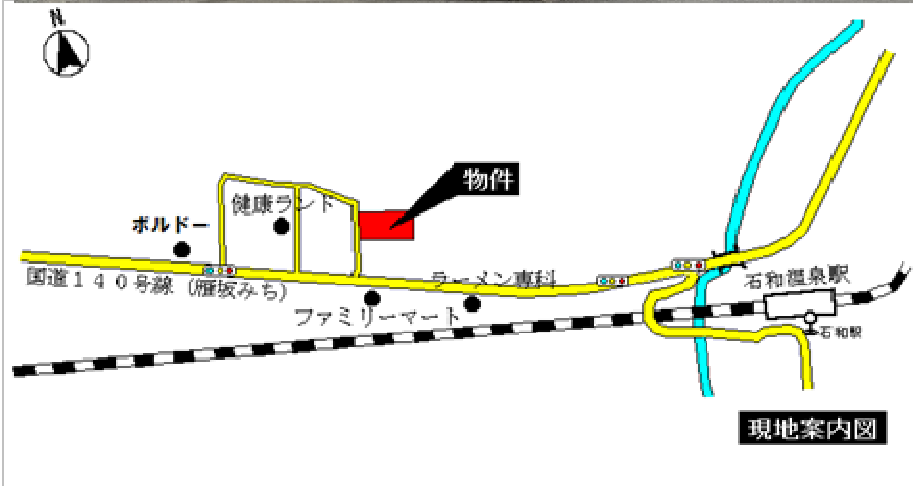 N
物件
健康ランド
ボルドー
国道140号線 (雁坂みち)
ラーメン専科
ファミリーマート
石和温泉駅
石和駅
現地案内図